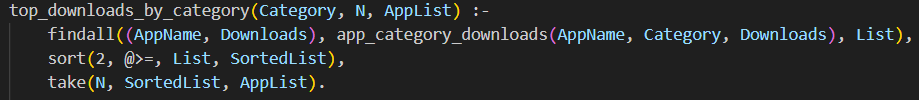 top_downloads_by_category(Category, N, AppList) :-
    findall((AppName, Downloads), app_category_downloads(AppName, Category, Downloads), List),
    sort(2, @>=, List, SortedList),
    take(N, SortedList, AppList).